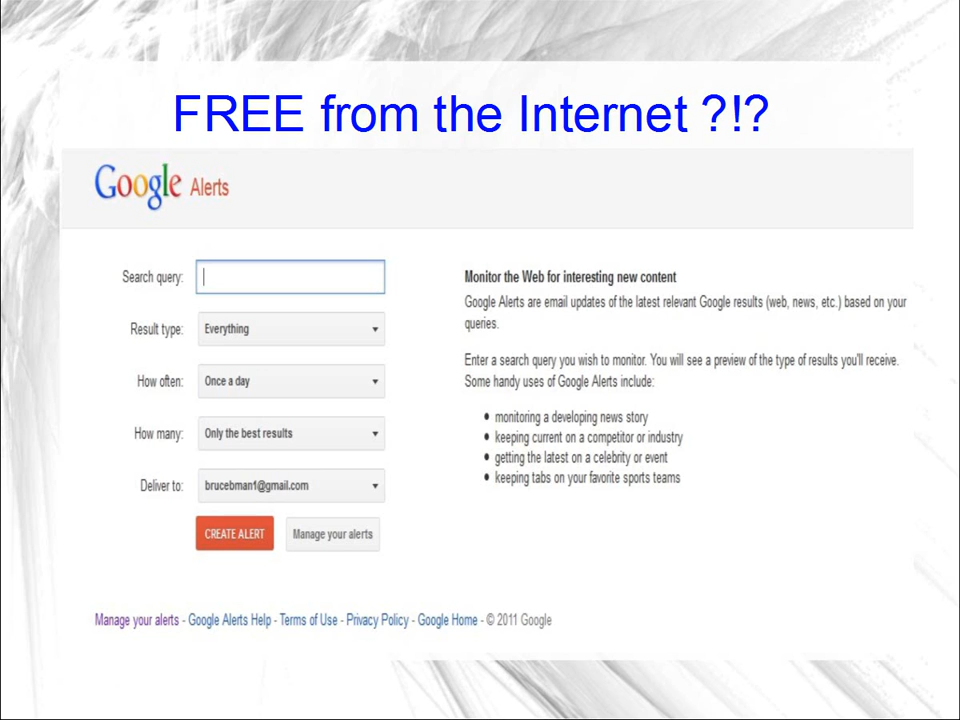 FREE from the Internet ?!?
Google Alerts
Search query:
Result type: Everything
How often: Once a day
How many: Only the best results
Deliver to: brucebman1@gmail.com
CREATE ALERT Manage your alerts
Monitor the Web for interesting new content
Google Alerts are email updates of the latest relevant Google results (web, news, etc.) based on your
queries.
Enter a search query you wish to monitor. You will see a preview of the type of results you'll receive.
Some handy uses of Google Alerts include:
• monitoring a developing news story
• keeping current on a competitor or industry
• getting the latest on a celebrity or event
• keeping tabs on your favorite sports teams
Manage your alerts - Google Alerts Help - Terms of Use - Privacy Policy - Google Home - © 2011 Google